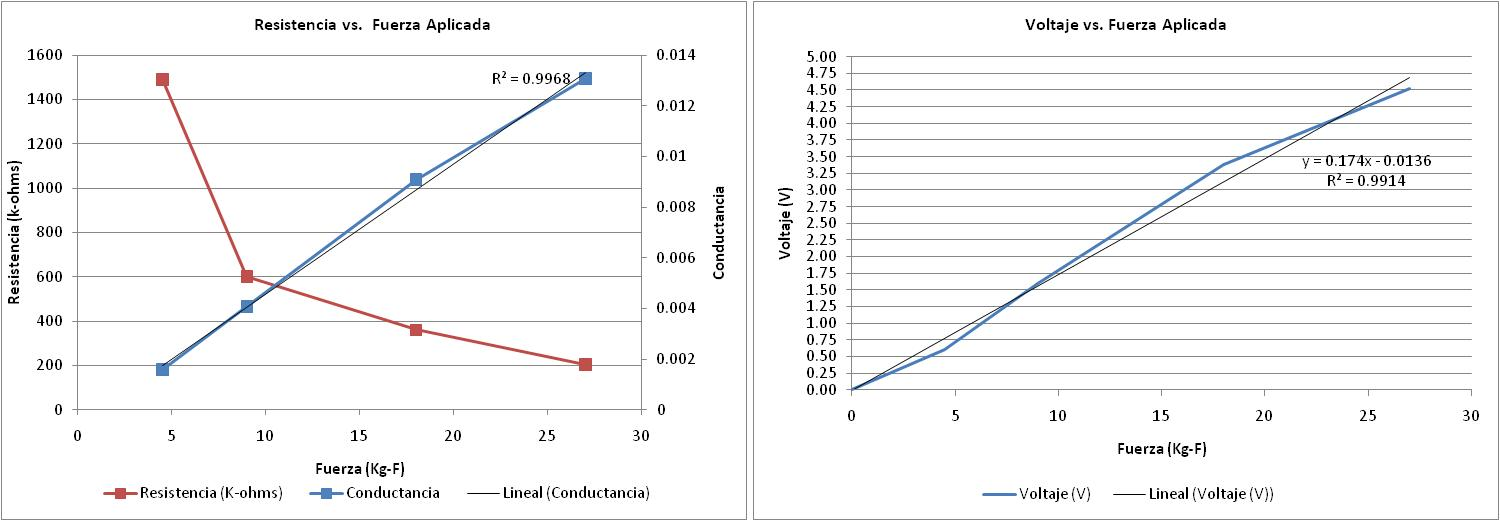 Resistencia vs.  Fuerza Aplicada
1600
1400
1200
1000
800
600
400
200
0
Resistencia (k-ohms)
0.014
0.012
0.01
0.008
0.006
0.004
0.002
0
Conductancia
R² = 0.9968
0 5 10 15 20 25 30
Fuerza (Kg-F)
Resistencia (K-ohms) Conductancia Lineal (Conductancia)
Voltaje vs. Fuerza Aplicada
5.00
4.75
4.50
4.25
4.00
3.75
3.50
3.25
3.00
2.75
2.50
2.25
2.00
1.75
1.50
1.25
1.00
0.75
0.50
0.25
0.00
Voltaje (V)
y = 0.174x - 0.0136
R² = 0.9914
0 5 10 15 20 25 30
Fuerza (Kg-F)
Voltaje (V) Lineal (Voltaje (V))